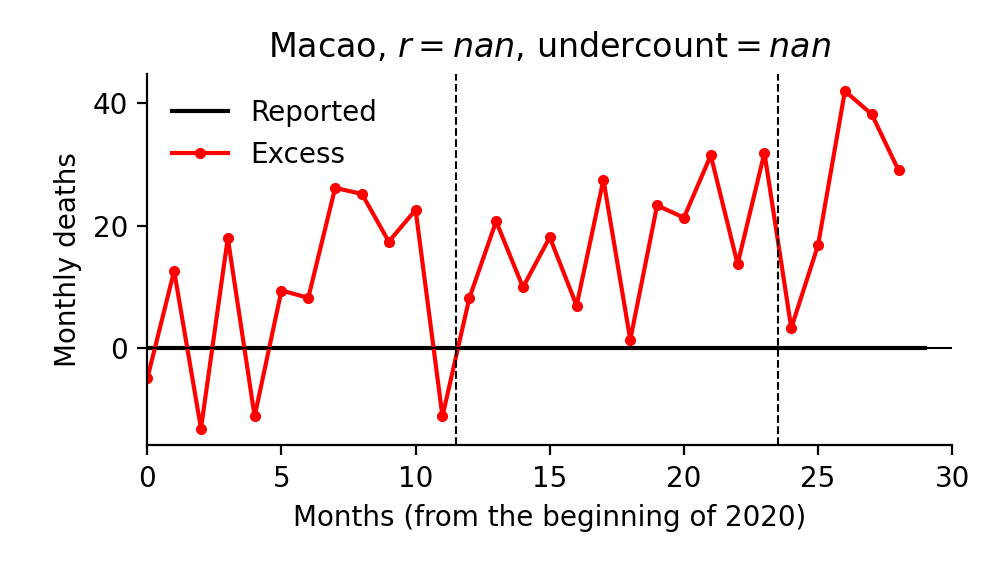 Macao, r = nan, undercount = nan
Reported
Excess
Monthly deaths
40
20
0
0 5 10 15 20 25 30
Months (from the beginning of 2020)